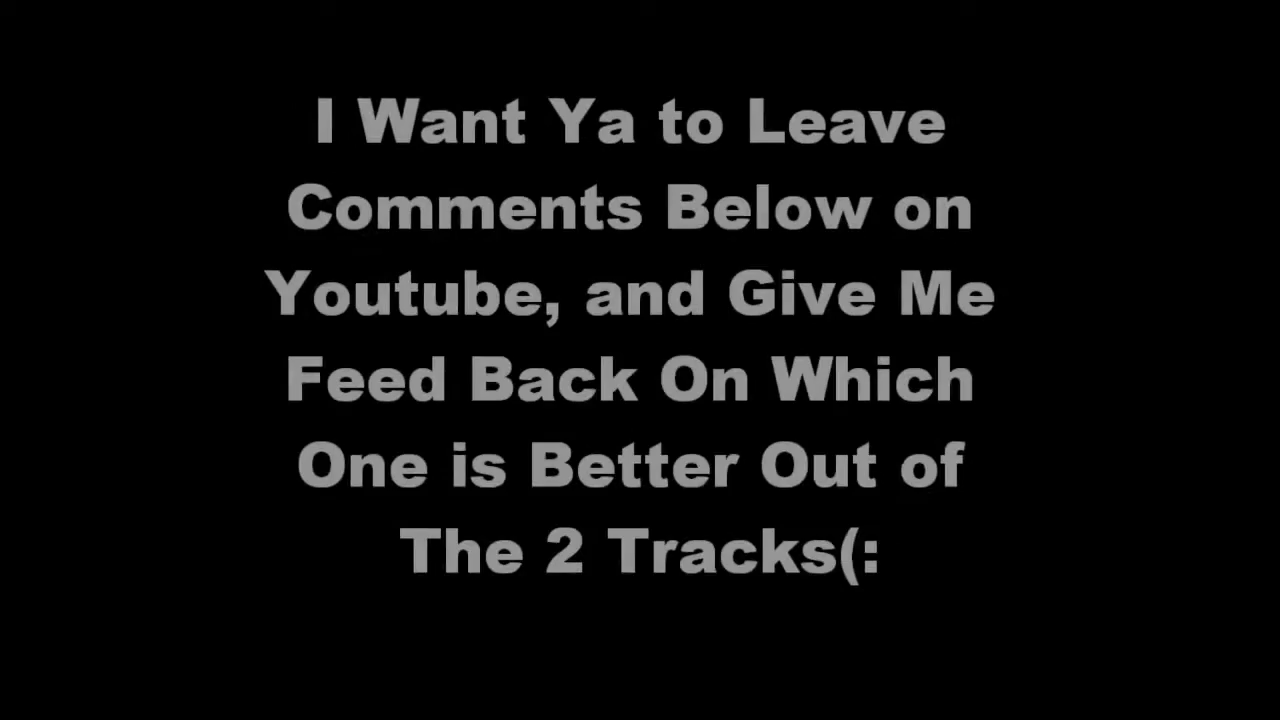 I Want Ya to Leave
Comments Below on
Youtube, and Give Me
Feed Back On Which
One is Better Out of
The 2 Tracks(: